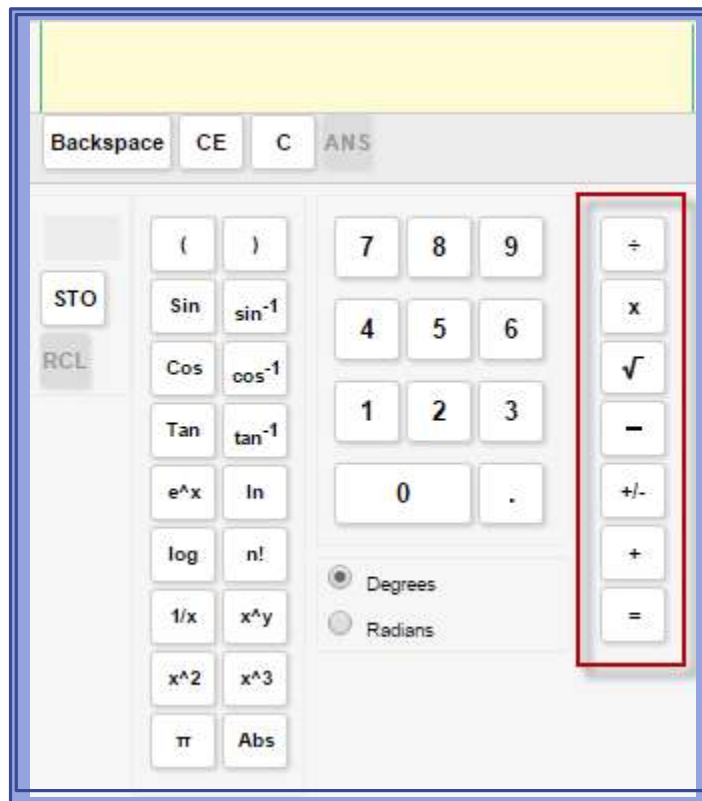 Backspace CE C ANS
( ) 7 8 9 ÷
STO Sin sin-1 x
4 5 6
RCL Cos cos-1 √
1 2 3
Tan tan-1 −
e^x ln 0 . +/-
log n! +
Degrees
1/x x^y =
Radians
x^2 x^3
π Abs